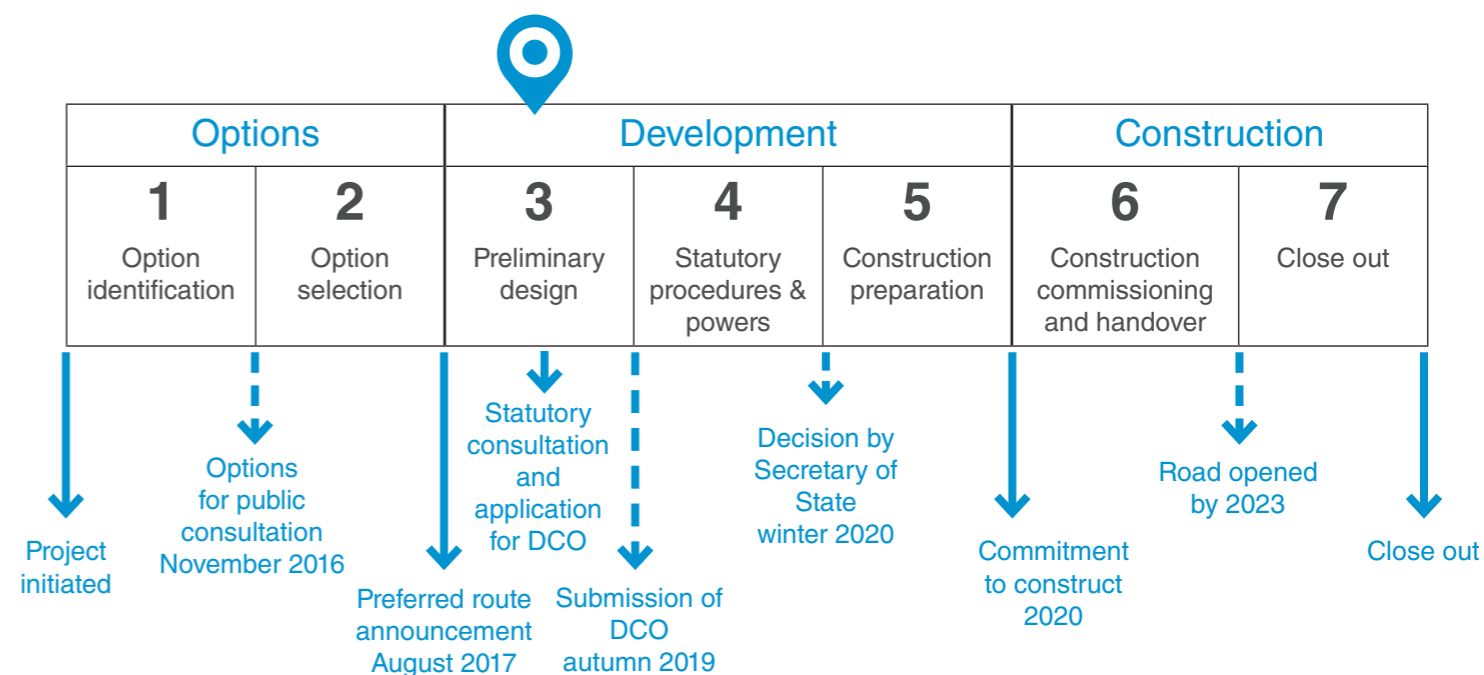 Options
Development
Construction
1
Option
identification
2
Option
selection
3
Preliminary
design
4
Statutory
procedures &
powers
5
Construction
preparation
6
Construction
commissioning
and handover
7
Close out
Project
initiated
Options
for public
consultation
November 2016
Preferred route
announcement
August 2017
Statutory
consultation
and
application
for DCO
Submission of
DCO
autumn 2019
Decision by
Secretary of
State
winter 2020
Commitment
to construct
2020
Road opened
by 2023
Close out